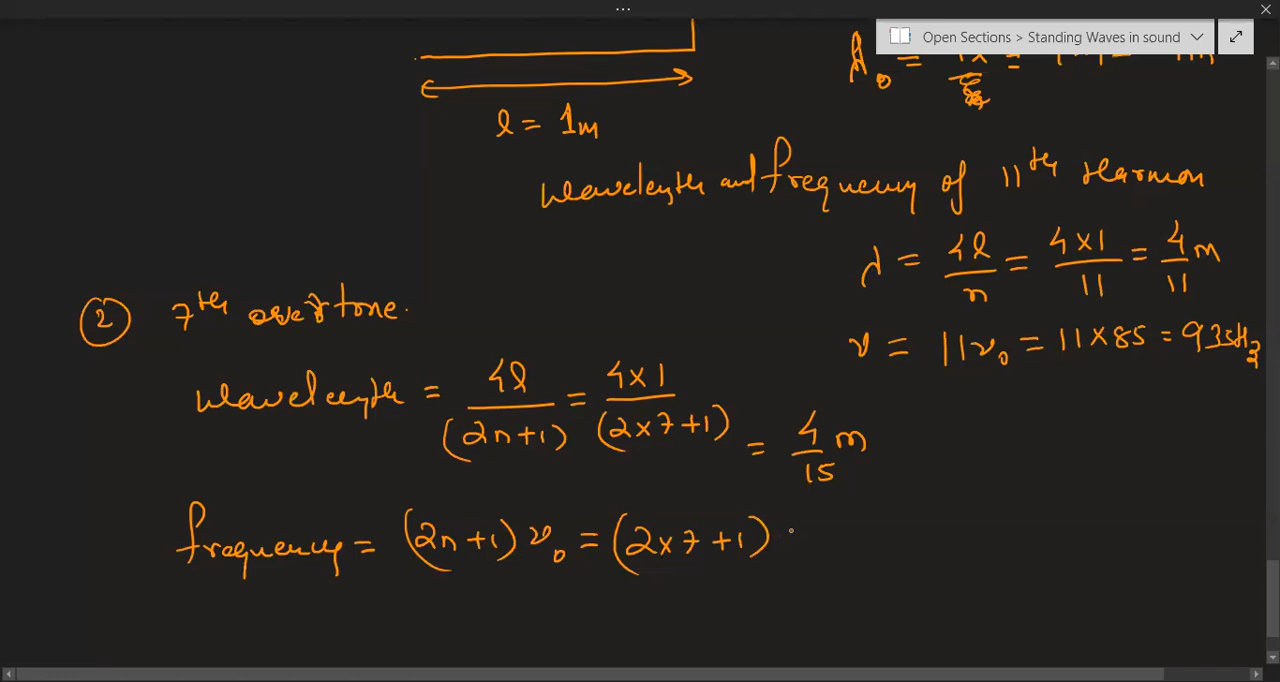 Open Sections > Standing Waves in sound
λ₀ =
l = 1m
wavelength and frequency of 11th Harmon
λ = 4l/n = 4×1/11 = 4/11 m
ν = 11ν₀ = 11×85 = 935Hz
② 7th overtone.
wavelength = 4l/(2n+1) = 4×1/(2×7+1) = 4/15 m
frequency = (2n+1) ν₀ = (2×7+1)